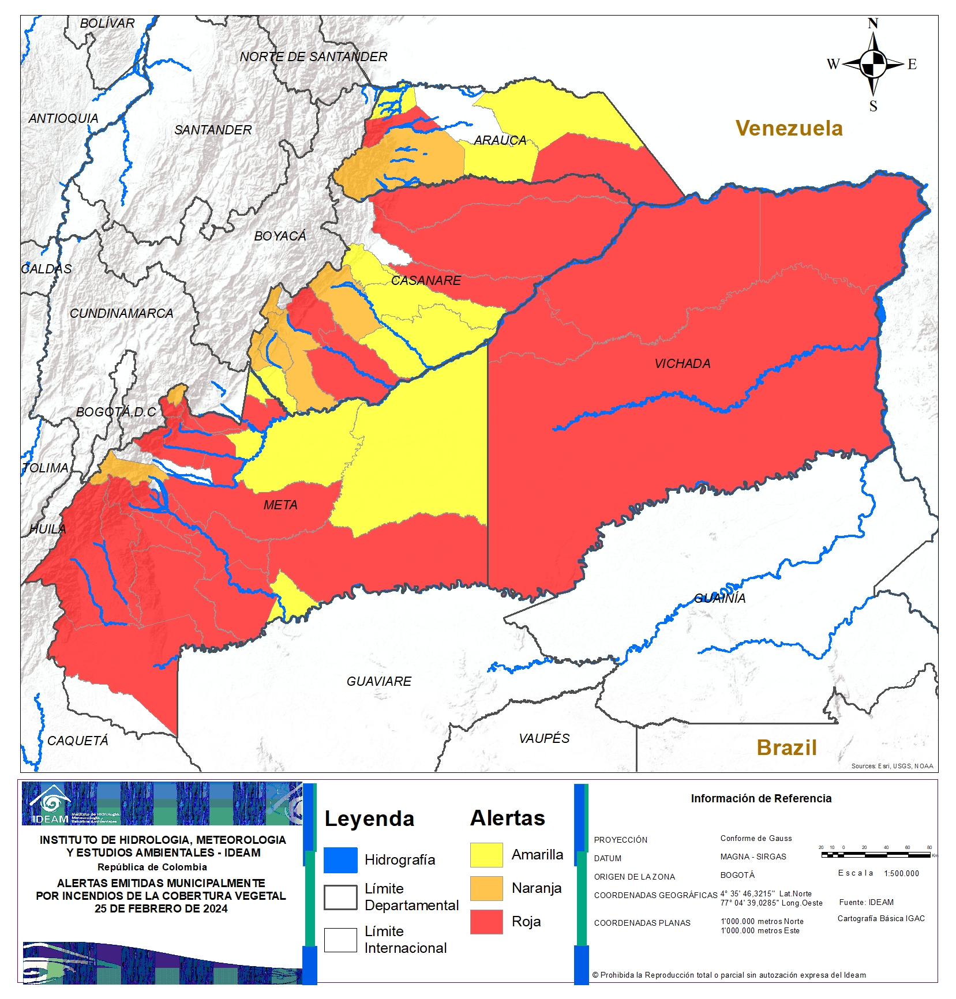 BOLÍVAR
NORTE DE SANTANDER
N
W
E
S
ANTIOQUIA
SANTANDER
Venezuela
ARAUCA
BOYACÁ
CALDAS
CASANARE
CUNDINAMARCA
VICHADA
BOGOTÁ,D.C
TOLIMA
META
HUILA
GUAINÍA
GUAVIARE
CAQUETÁ
VAUPÉS
Brazil
Sources: Esri, USGS, NOAA
IDEAM
Instituto de Hidrología,
Meteorología y
Estudios Ambientales
INSTITUTO DE HIDROLOGIA, METEOROLOGIA
Y ESTUDIOS AMBIENTALES - IDEAM
República de Colombia
ALERTAS EMITIDAS MUNICIPALMENTE
POR INCENDIOS DE LA COBERTURA VEGETAL
25 DE FEBRERO DE 2024
Leyenda
Hidrografía
Límite
Departamental
Límite
Internacional
Alertas
Amarilla
Naranja
Roja
Información de Referencia
PROYECCIÓN Conforme de Gauss
DATUM MAGNA - SIRGAS
ORIGEN DE LA ZONA BOGOTÁ
COORDENADAS GEOGRÁFICAS 4° 35' 46,3215'' Lat.Norte
77° 04' 39,0285'' Long.Oeste
COORDENADAS PLANAS 1'000.000 metros Norte
1'000.000 metros Este
20 10 0 20 40 60 80
Km
Escala 1:500.000
Fuente: IDEAM
Cartografía Básica IGAC
© Prohibida la Reproducción total o parcial sin autozación expresa del Ideam